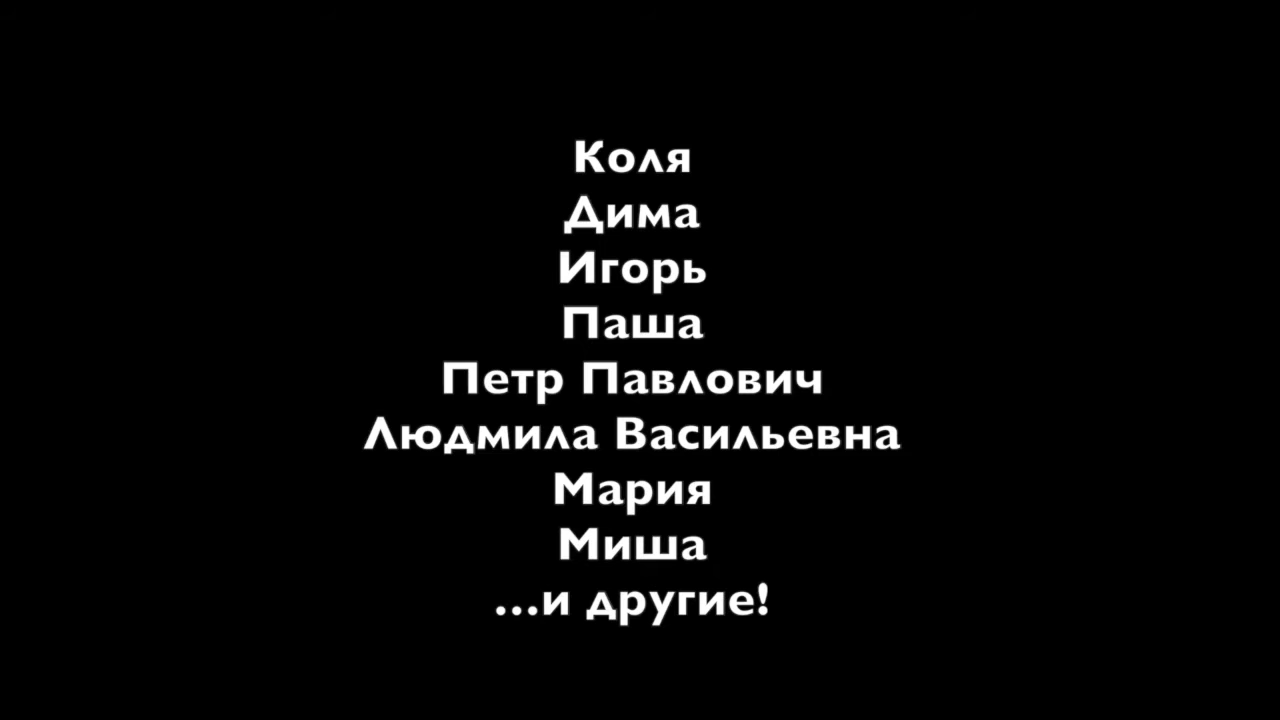 Коля
Дима
Игорь
Паша
Петр Павлович
Людмила Васильевна
Мария
Миша
...и другие!